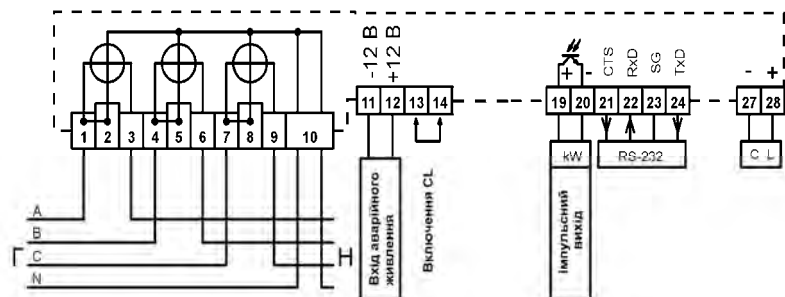 -12 В
+12 В
CTS
RxD
SG
TxD
+ -
- +
1 2 3 4 5 6 7 8 9 10
11 12 13 14
19 20 21 22 23 24
27 28
kW
RS-232
C L
A
B
C
N
Г
Н
Вхід аварійного
живлення
Включення CL
Імпульсний
вихід